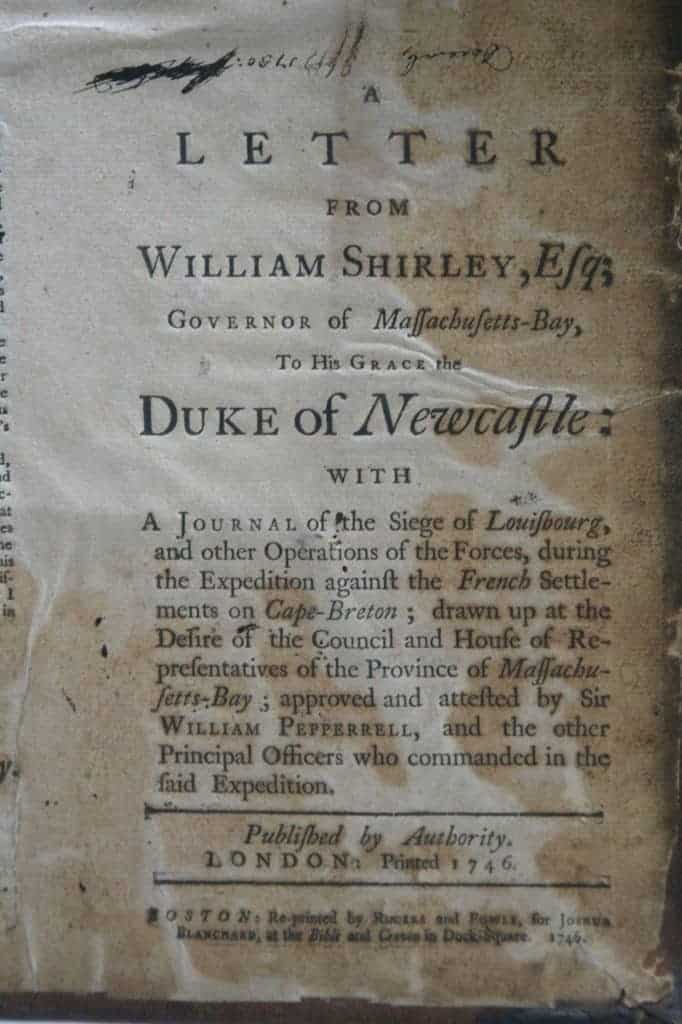 A
LETTER
FROM
WILLIAM SHIRLEY, Eſq;
GOVERNOR of Maſſachuſetts-Bay,
To His GRACE the
DUKE of Newcaſtle:
WITH
A JOURNAL of the Siege of Louiſbourg,
and other Operations of the Forces, during
the Expedition againſt the French Settle-
ments on Cape-Breton; drawn up at the
Deſire of the Council and Houſe of Re-
preſentatives of the Province of Maſſachu-
ſetts-Bay; approved and atteſted by Sir
WILLIAM PEPPERRELL, and the other
Principal Officers who commanded in the
ſaid Expedition.
Publiſhed by Authority.
LONDON: Printed 1746.
BOSTON: Re-printed by ROGERS and FOWLE, for JOSHUA
BLANCHARD, at the Bible and Crown in Dock-Square. 1746.